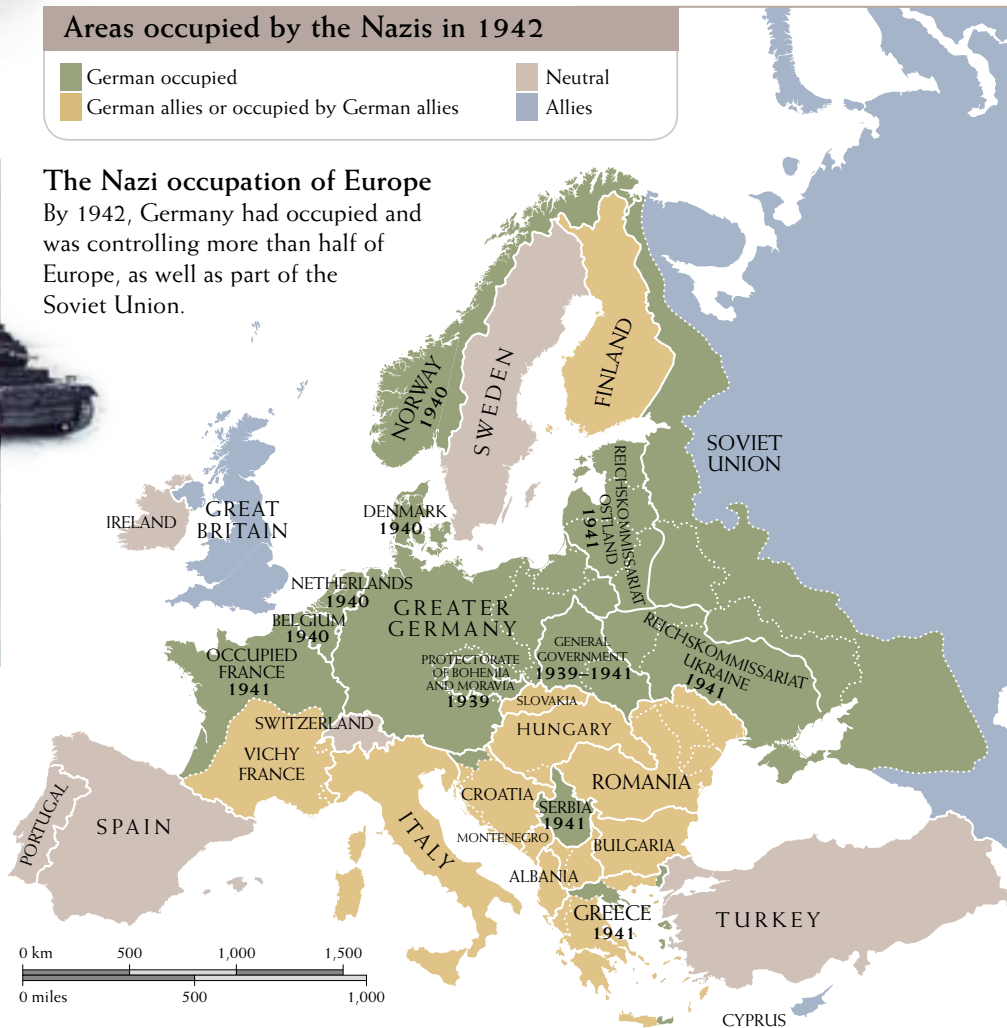 Areas occupied by the Nazis in 1942
German occupied
German allies or occupied by German allies
Neutral
Allies
The Nazi occupation of Europe
By 1942, Germany had occupied and
was controlling more than half of
Europe, as well as part of the
Soviet Union.
NORWAY
1940
SWEDEN
FINLAND
SOVIET
UNION
IRELAND
GREAT
BRITAIN
DENMARK
1940
REICHSKOMMISSARIAT
OSTLAND
1941
NETHERLANDS
1940
BELGIUM
1940
GREATER
GERMANY
OCCUPIED
FRANCE
1941
PROTECTORATE
OF BOHEMIA
AND MORAVIA
1939
GENERAL
GOVERNMENT
1939–1941
REICHSKOMMISSARIAT
UKRAINE
1941
SLOVAKIA
SWITZERLAND
HUNGARY
VICHY
FRANCE
ROMANIA
CROATIA
SERBIA
1941
PORTUGAL
SPAIN
ITALY
MONTENEGRO
BULGARIA
ALBANIA
GREECE
1941
TURKEY
CYPRUS
0 km 500 1,000 1,500
0 miles 500 1,000